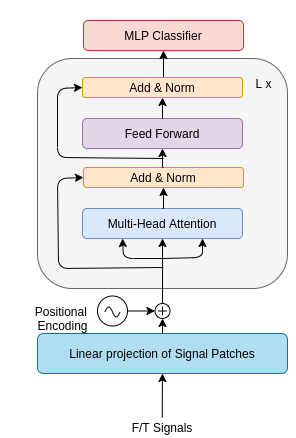 MLP Classifier
L x
Add & Norm
Feed Forward
Add & Norm
Multi-Head Attention
Positional
Encoding
Linear projection of Signal Patches
F/T Signals